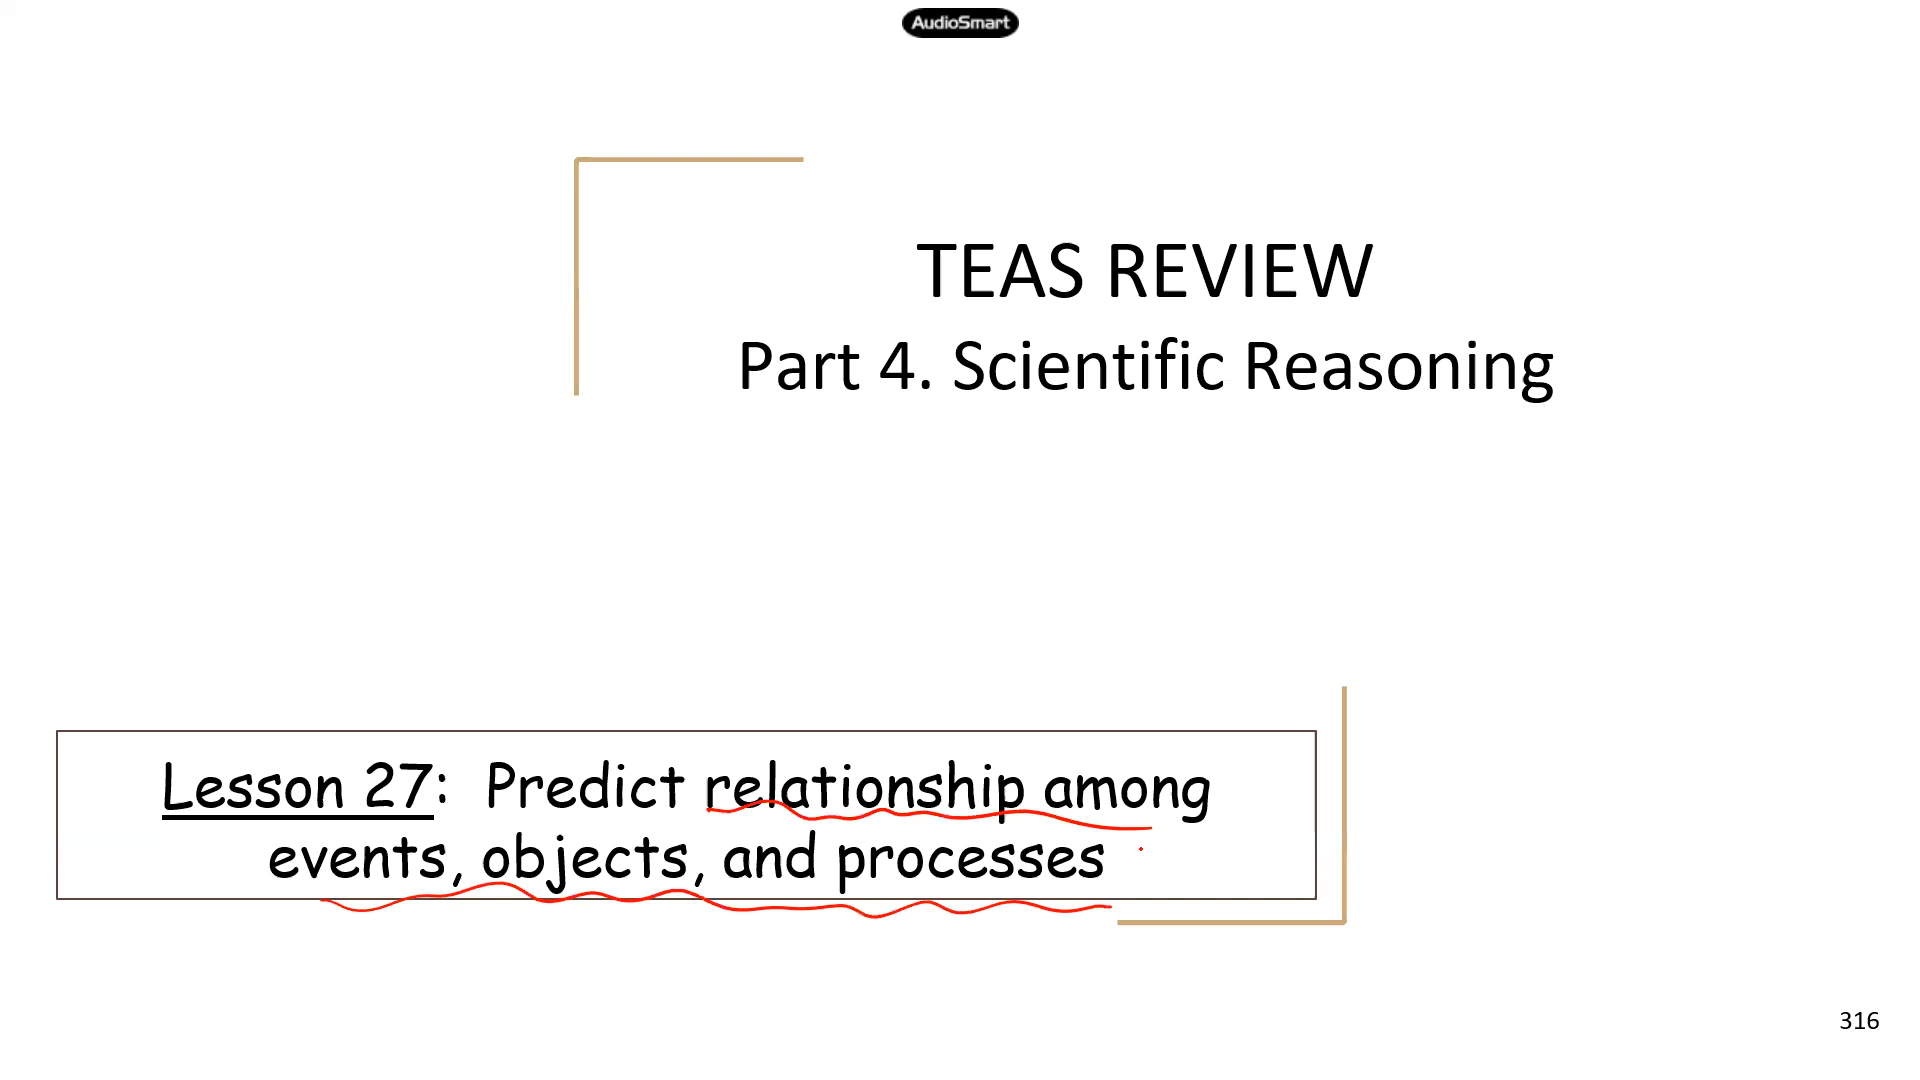 AudioSmart
TEAS REVIEW
Part 4. Scientific Reasoning
Lesson 27:  Predict relationship among
events, objects, and processes
316